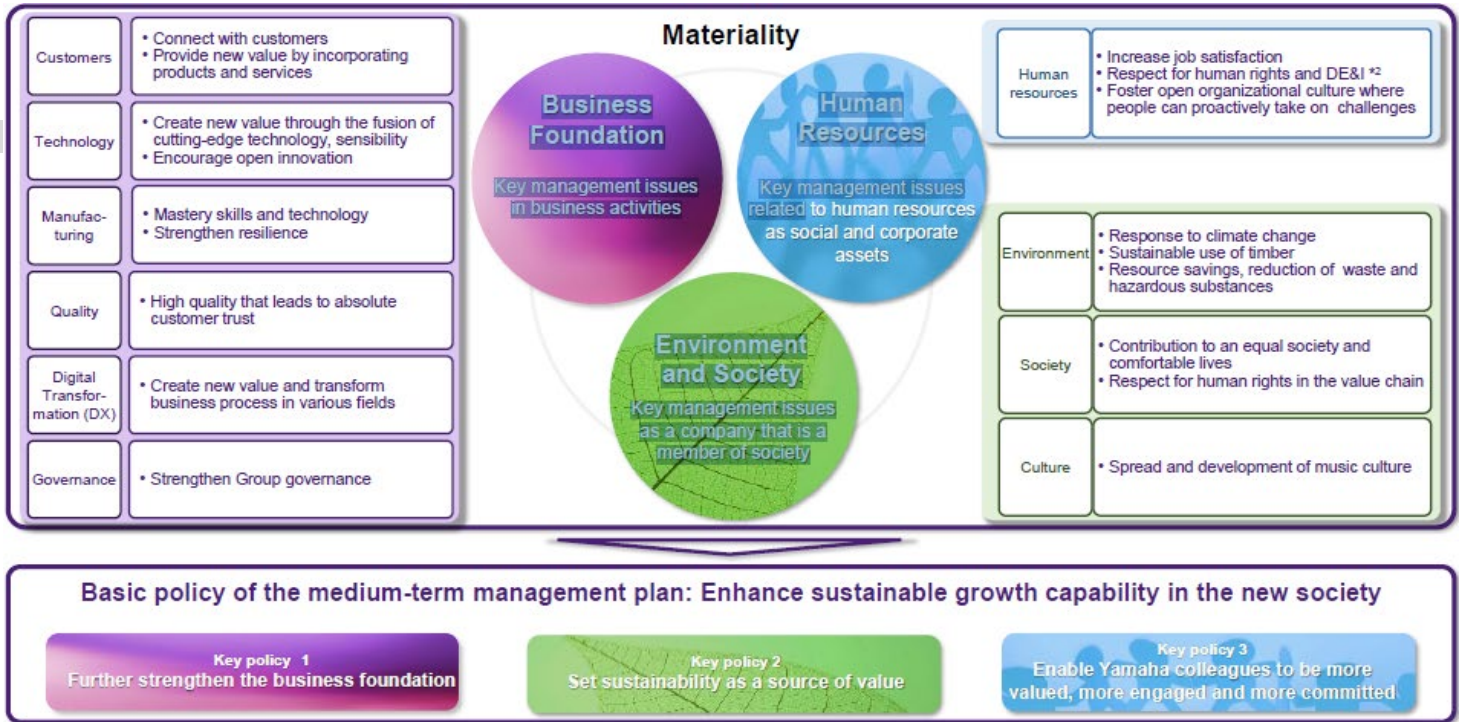 Materiality
Customers
• Connect with customers
• Provide new value by incorporating
products and services
Technology
• Create new value through the fusion of
cutting-edge technology, sensibility
• Encourage open innovation
Manufac-
turing
• Mastery skills and technology
• Strengthen resilience
Quality
• High quality that leads to absolute
customer trust
Digital
Transfor-
mation (DX)
• Create new value and transform
business process in various fields
Governance
• Strengthen Group governance
Business
Foundation
Key management issues
in business activities
Human
Resources
Key management issues
related to human resources
as social and corporate
assets
Environment
and Society
Key management issues
as a company that is a
member of society
Human
resources
• Increase job satisfaction
• Respect for human rights and DE&I *2
• Foster open organizational culture where
people can proactively take on challenges
Environment
• Response to climate change
• Sustainable use of timber
• Resource savings, reduction of waste and
hazardous substances
Society
• Contribution to an equal society and
comfortable lives
• Respect for human rights in the value chain
Culture
• Spread and development of music culture
Basic policy of the medium-term management plan: Enhance sustainable growth capability in the new society
Key policy 1
Further strengthen the business foundation
Key policy 2
Set sustainability as a source of value
Key policy 3
Enable Yamaha colleagues to be more
valued, more engaged and more committed